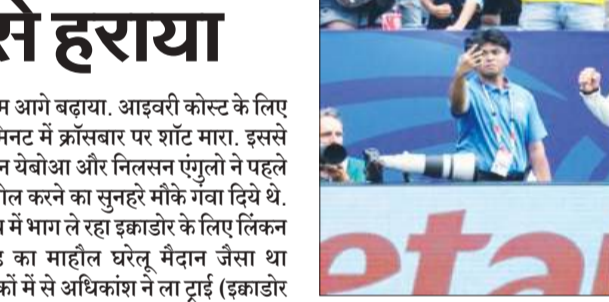 से हराया
म आगे बढ़ाया. आइवरी कोस्ट के लिए
मिनट में क्रॉसबार पर शॉट मारा. इससे
न येबोआ और निलसन एंगुलो ने पहले
ोल करने का सुनहरे मौके गंवा दिये थे.
में भाग ले रहा इक्वाडोर के लिए लिंकन
का माहौल घरेलू मैदान जैसा था
कों में से अधिकांश ने ला ट्राई (इक्वाडोर
eta